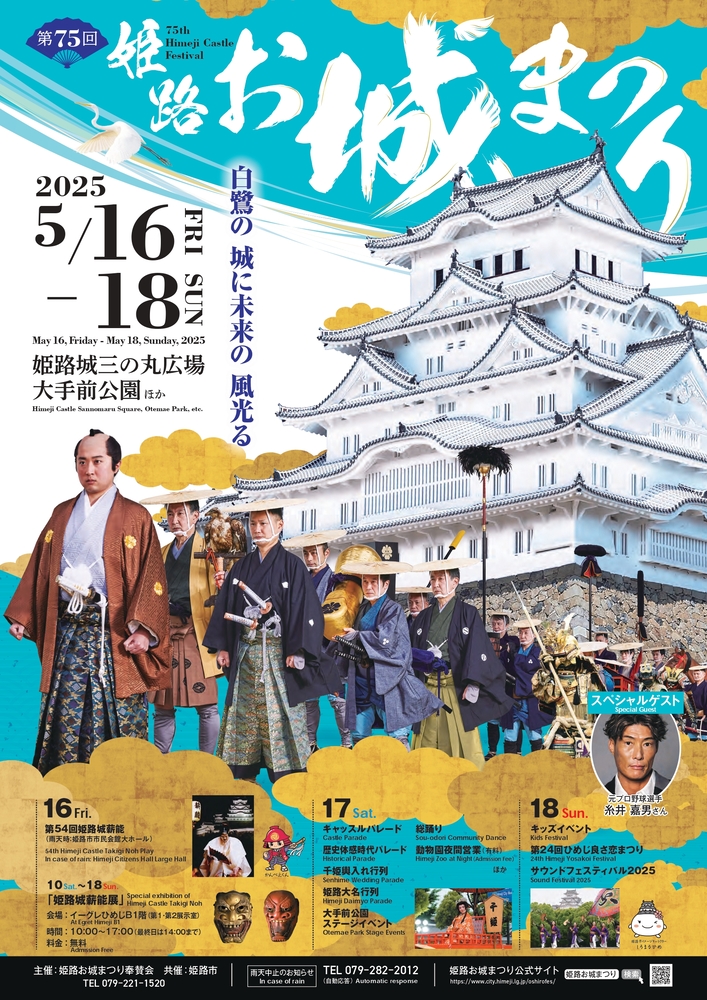 第75回
姫路お城まつり
75th
Himeji Castle
Festival
2025
5/16 FRI
－18 SUN
May 16, Friday - May 18, Sunday, 2025
姫路城三の丸広場
大手前公園 ほか
Himeji Castle Sannomaru Square, Otemae Park, etc.
白鷺の 城に未来の 風光る
スペシャルゲスト
Special Guest
元プロ野球選手
糸井 嘉男さん
16 Fri.
第54回姫路城薪能
(雨天時:姫路市市民会館大ホール)
54th Himeji Castle Takigi Noh Play
In case of rain: Himeji Citizens Hall Large Hall
10 Sat.～18 Sun.
「姫路城薪能展」
Special exhibition of
Himeji Castle Takigi Noh
会場：イーグレひめじB1階（第1・第2展示室）
At Egret Himeji B1
時間：10:00～17:00（最終日は14:00まで）
料金：無料
Admission Free
17 Sat.
キャッスルパレード
Castle Parade
歴史体感時代パレード
Historical Parade
千姫輿入れ行列
Senhime Wedding Parade
姫路大名行列
Himeji Daimyo Parade
大手前公園
ステージイベント
Otemae Park Stage Events
総踊り
Sou-odori Community Dance
動物園夜間営業(有料)
Himeji Zoo at Night (Admission Fee)
ほか
千姫
18 Sun.
キッズイベント
Kids Festival
第24回ひめじ良さ恋まつり
24th Himeji Yosakoi Festival
サウンドフェスティバル2025
Sound Festival 2025
主催：姫路お城まつり奉賛会　共催：姫路市
TEL 079-221-1520
雨天中止のお知らせ
In case of rain
TEL 079-282-2012
（自動応答）Automatic response
姫路お城まつり公式サイト
https://www.city.himeji.lg.jp/oshirofes/
姫路お城まつり 検索